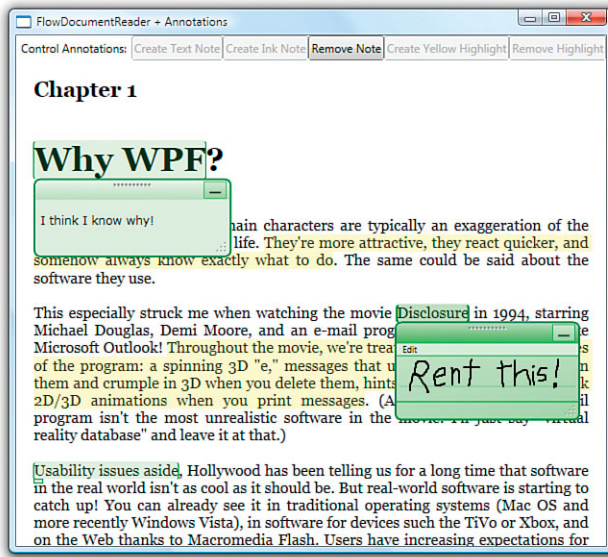 FlowDocumentReader + Annotations
Control Annotations: Create Text Note Create Ink Note Remove Note Create Yellow Highlight Remove Highlight
Chapter 1
Why WPF?
I think I know why!
main characters are typically an exaggeration of the
life. They're more attractive, they react quicker, and
somehow always know exactly what to do. The same could be said about the
software they use.
This especially struck me when watching the movie Disclosure in 1994, starring
Michael Douglas, Demi Moore, and an e-mail
Microsoft Outlook! Throughout the movie, we're
Edit
Rent this!
of the program: a spinning 3D "e," messages that
them and crumple in 3D when you delete them, hints
2D/3D animations when you print messages.
program isn't the most unrealistic software in the movie. I'll just say "virtual
reality database" and leave it at that.)
Usability issues aside, Hollywood has been telling us for a long time that software
in the real world isn't as cool as it should be. But real-world software is starting to
catch up! You can already see it in traditional operating systems (Mac OS and
more recently Windows Vista), in software for devices such as the TiVo or Xbox, and
on the Web thanks to Macromedia Flash. Users have increasing expectations for